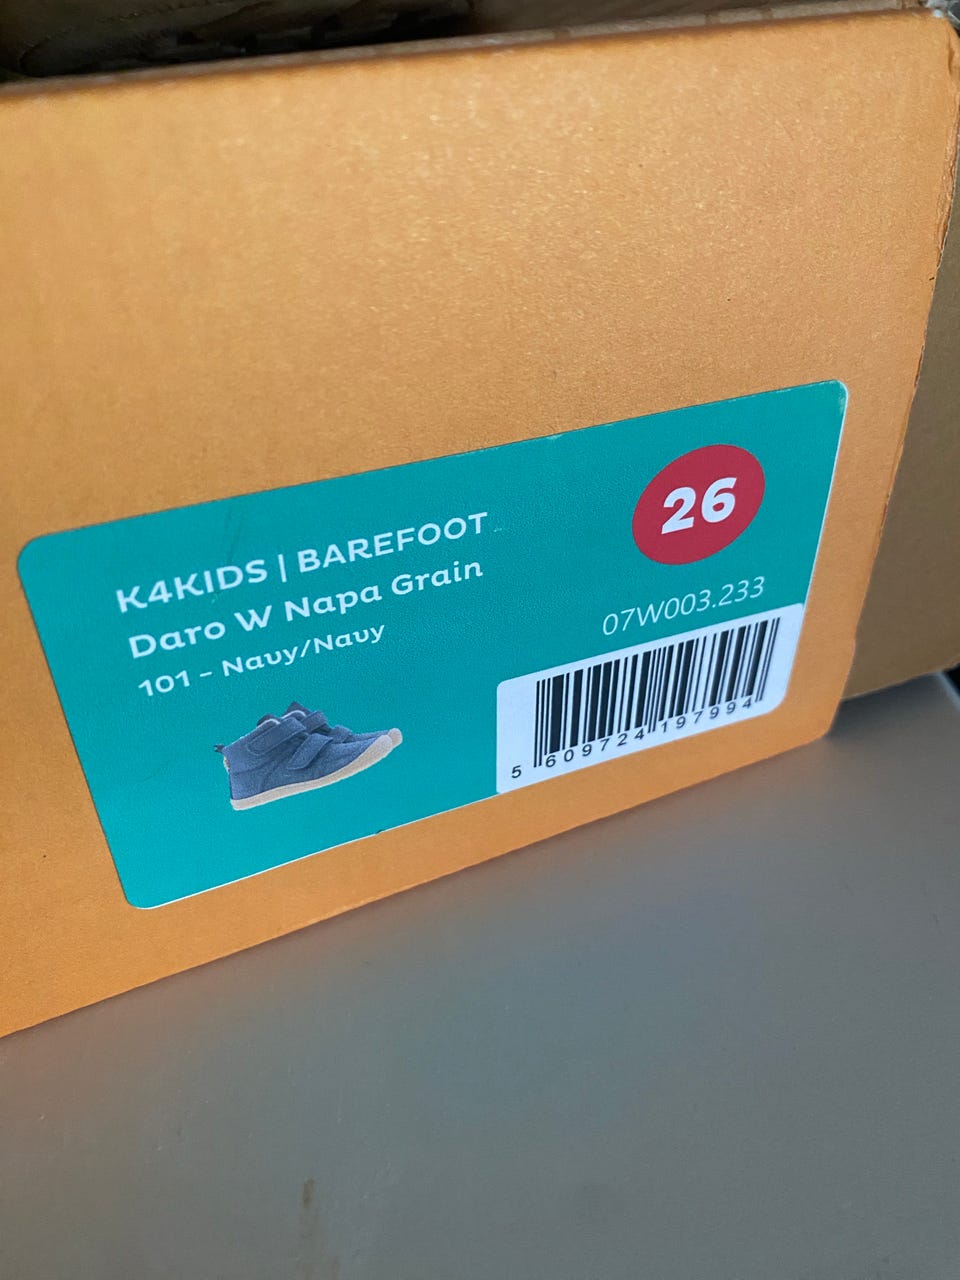 K4KIDS | BAREFOOT
Daro W Napa Grain
101 - Navy/Navy
26
07W003.233
5 609724 197994